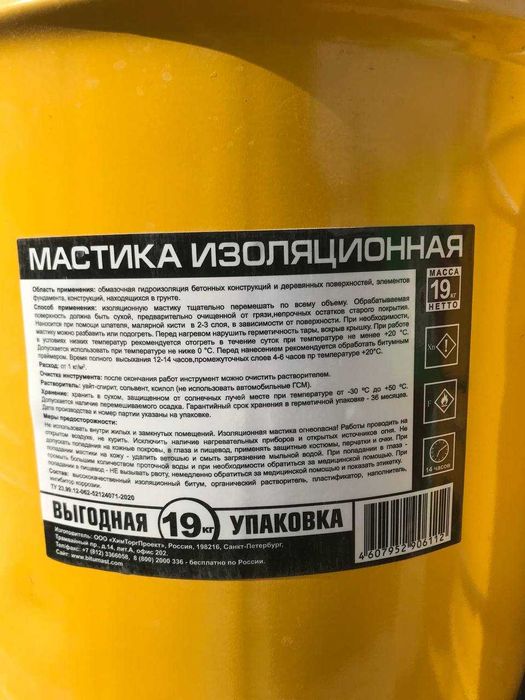 МАСТИКА ИЗОЛЯЦИОННАЯ
Область применения: обмазочная гидроизоляция бетонных конструкций и деревянных поверхностей, элементов
фундамента, конструкций, находящихся в грунте.
Способ применения: изоляционную мастику тщательно перемешать по всему объему. Обрабатываемая
поверхность должна быть сухой, предварительно очищенной от грязи,непрочных остатков старого покрытия.
Наносится при помощи шпателя, малярной кисти в 2-3 слоя, в зависимости от поверхности. При необходимости,
мастику можно разбавить или подогреть. Перед нагревом нарушить герметичность тары, вскрыв крышку. При работе
в условиях низких температур рекомендуется отогреть в течение суток при температуре не менее +20 °С.
Допускается использовать при температуре не ниже 0 °С. Перед нанесением рекомендуется обработать битумным
праймером. Время полного высыхания 12-14 часов,промежуточных слоев 4-6 часов пр температуре +20°С.
Расход: от 1 кг/м².
Очистка инструмента: после окончания работ инструмент можно очистить растворителем.
Растворитель: уайт-спирит, сольвент, ксилол (не использовать автомобильные ГСМ).
Хранение: хранить в сухом, защищенном от солнечных лучей месте при температуре от -30 °С до +50 °С.
Допускается наличие перемешиваемого осадка. Гарантийный срок хранения в герметичной упаковке - 36 месяцев.
Дата производства и номер партии указаны на упаковке.
Меры предосторожности:
Не использовать внутри жилых и замкнутых помещений. Изоляционная мастика огнеопасна! Работы проводить на
открытом воздухе, не курить. Исключить наличие нагревательных приборов и открытых источников огня. Не
допускать попадания на кожные покровы, в глаза и пищевод, применять защитные костюмы, перчатки и очки. При
попадании мастики на кожу - удалить ветошью и смыть загрязнение мыльной водой. При попадании в глаза -
промыть большим количеством проточной воды и при необходимости обратиться за медицинской помощью. При
попадании в пищевод - НЕ вызывать рвоту, немедленно обратиться за медицинской помощью и показать этикетку.
Состав: высококачественный изоляционный битум, органический растворитель, пластификатор, наполнитель,
ингибитор коррозии.
ТУ 23.99.12-062-52124071-2020
МАССА
19 кг
НЕТТО
Xn
F
14 часов
ВЫГОДНАЯ 19 кг УПАКОВКА
Изготовитель: ООО «ХимТоргПроект», Россия, 198216, Санкт-Петербург,
Трамвайный пр., д.14, лит.А, офис 202.
Тел/факс: +7 (812) 3366058, 8 (800) 2000 336 - бесплатно по России.
Сайт: www.bitumast.com
4 607952 906112